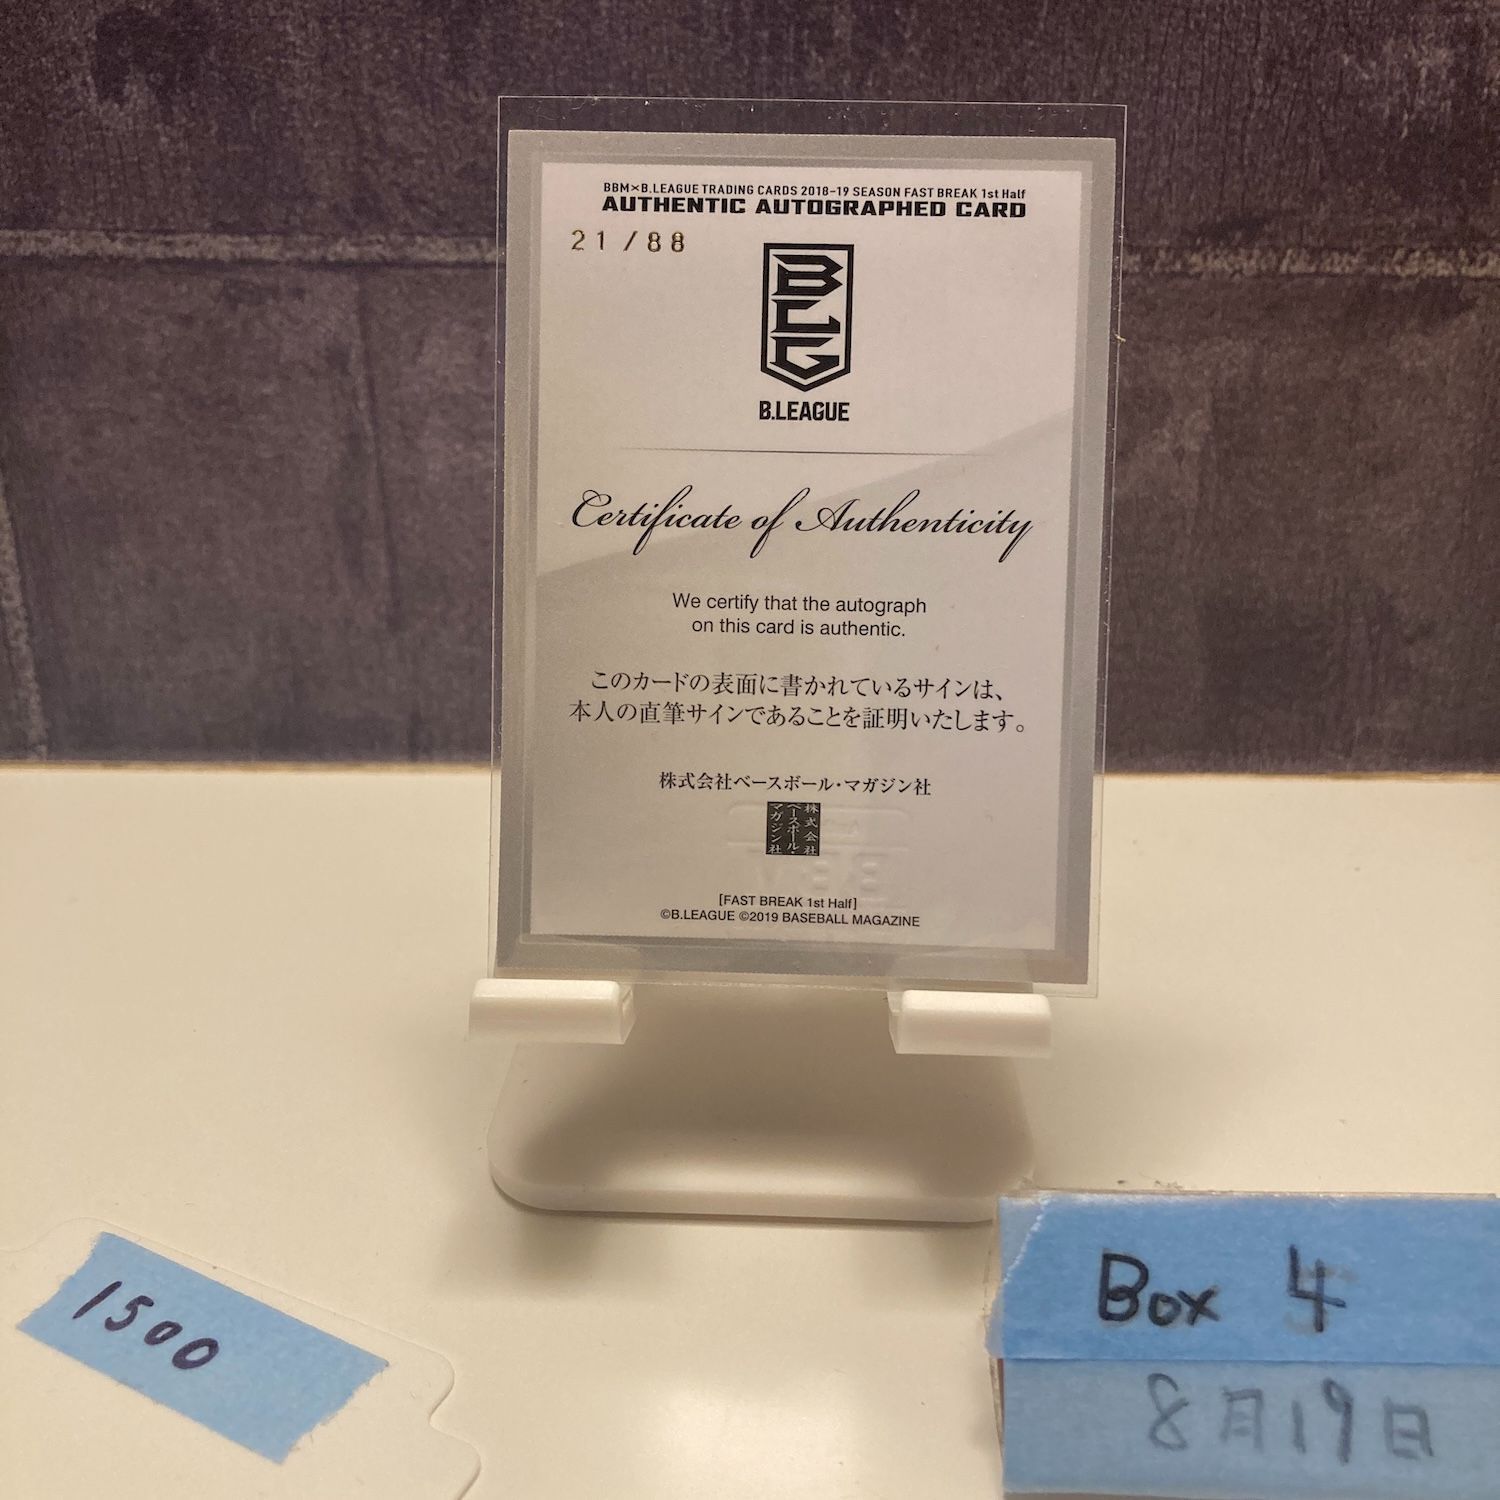 BBM×B.LEAGUE TRADING CARDS 2018-19 SEASON FAST BREAK 1st Half
AUTHENTIC AUTOGRAPHED CARD
21/88
BLG
B.LEAGUE
Certificate of Authenticity
We certify that the autograph
on this card is authentic.
このカードの表面に書かれているサインは、
本人の直筆サインであることを証明いたします。
株式会社ベースボール・マガジン社
株式会社
ベースボール・
マガジン社
[FAST BREAK 1st Half]
©B.LEAGUE ©2019 BASEBALL MAGAZINE
1500
Box 4
8月19日